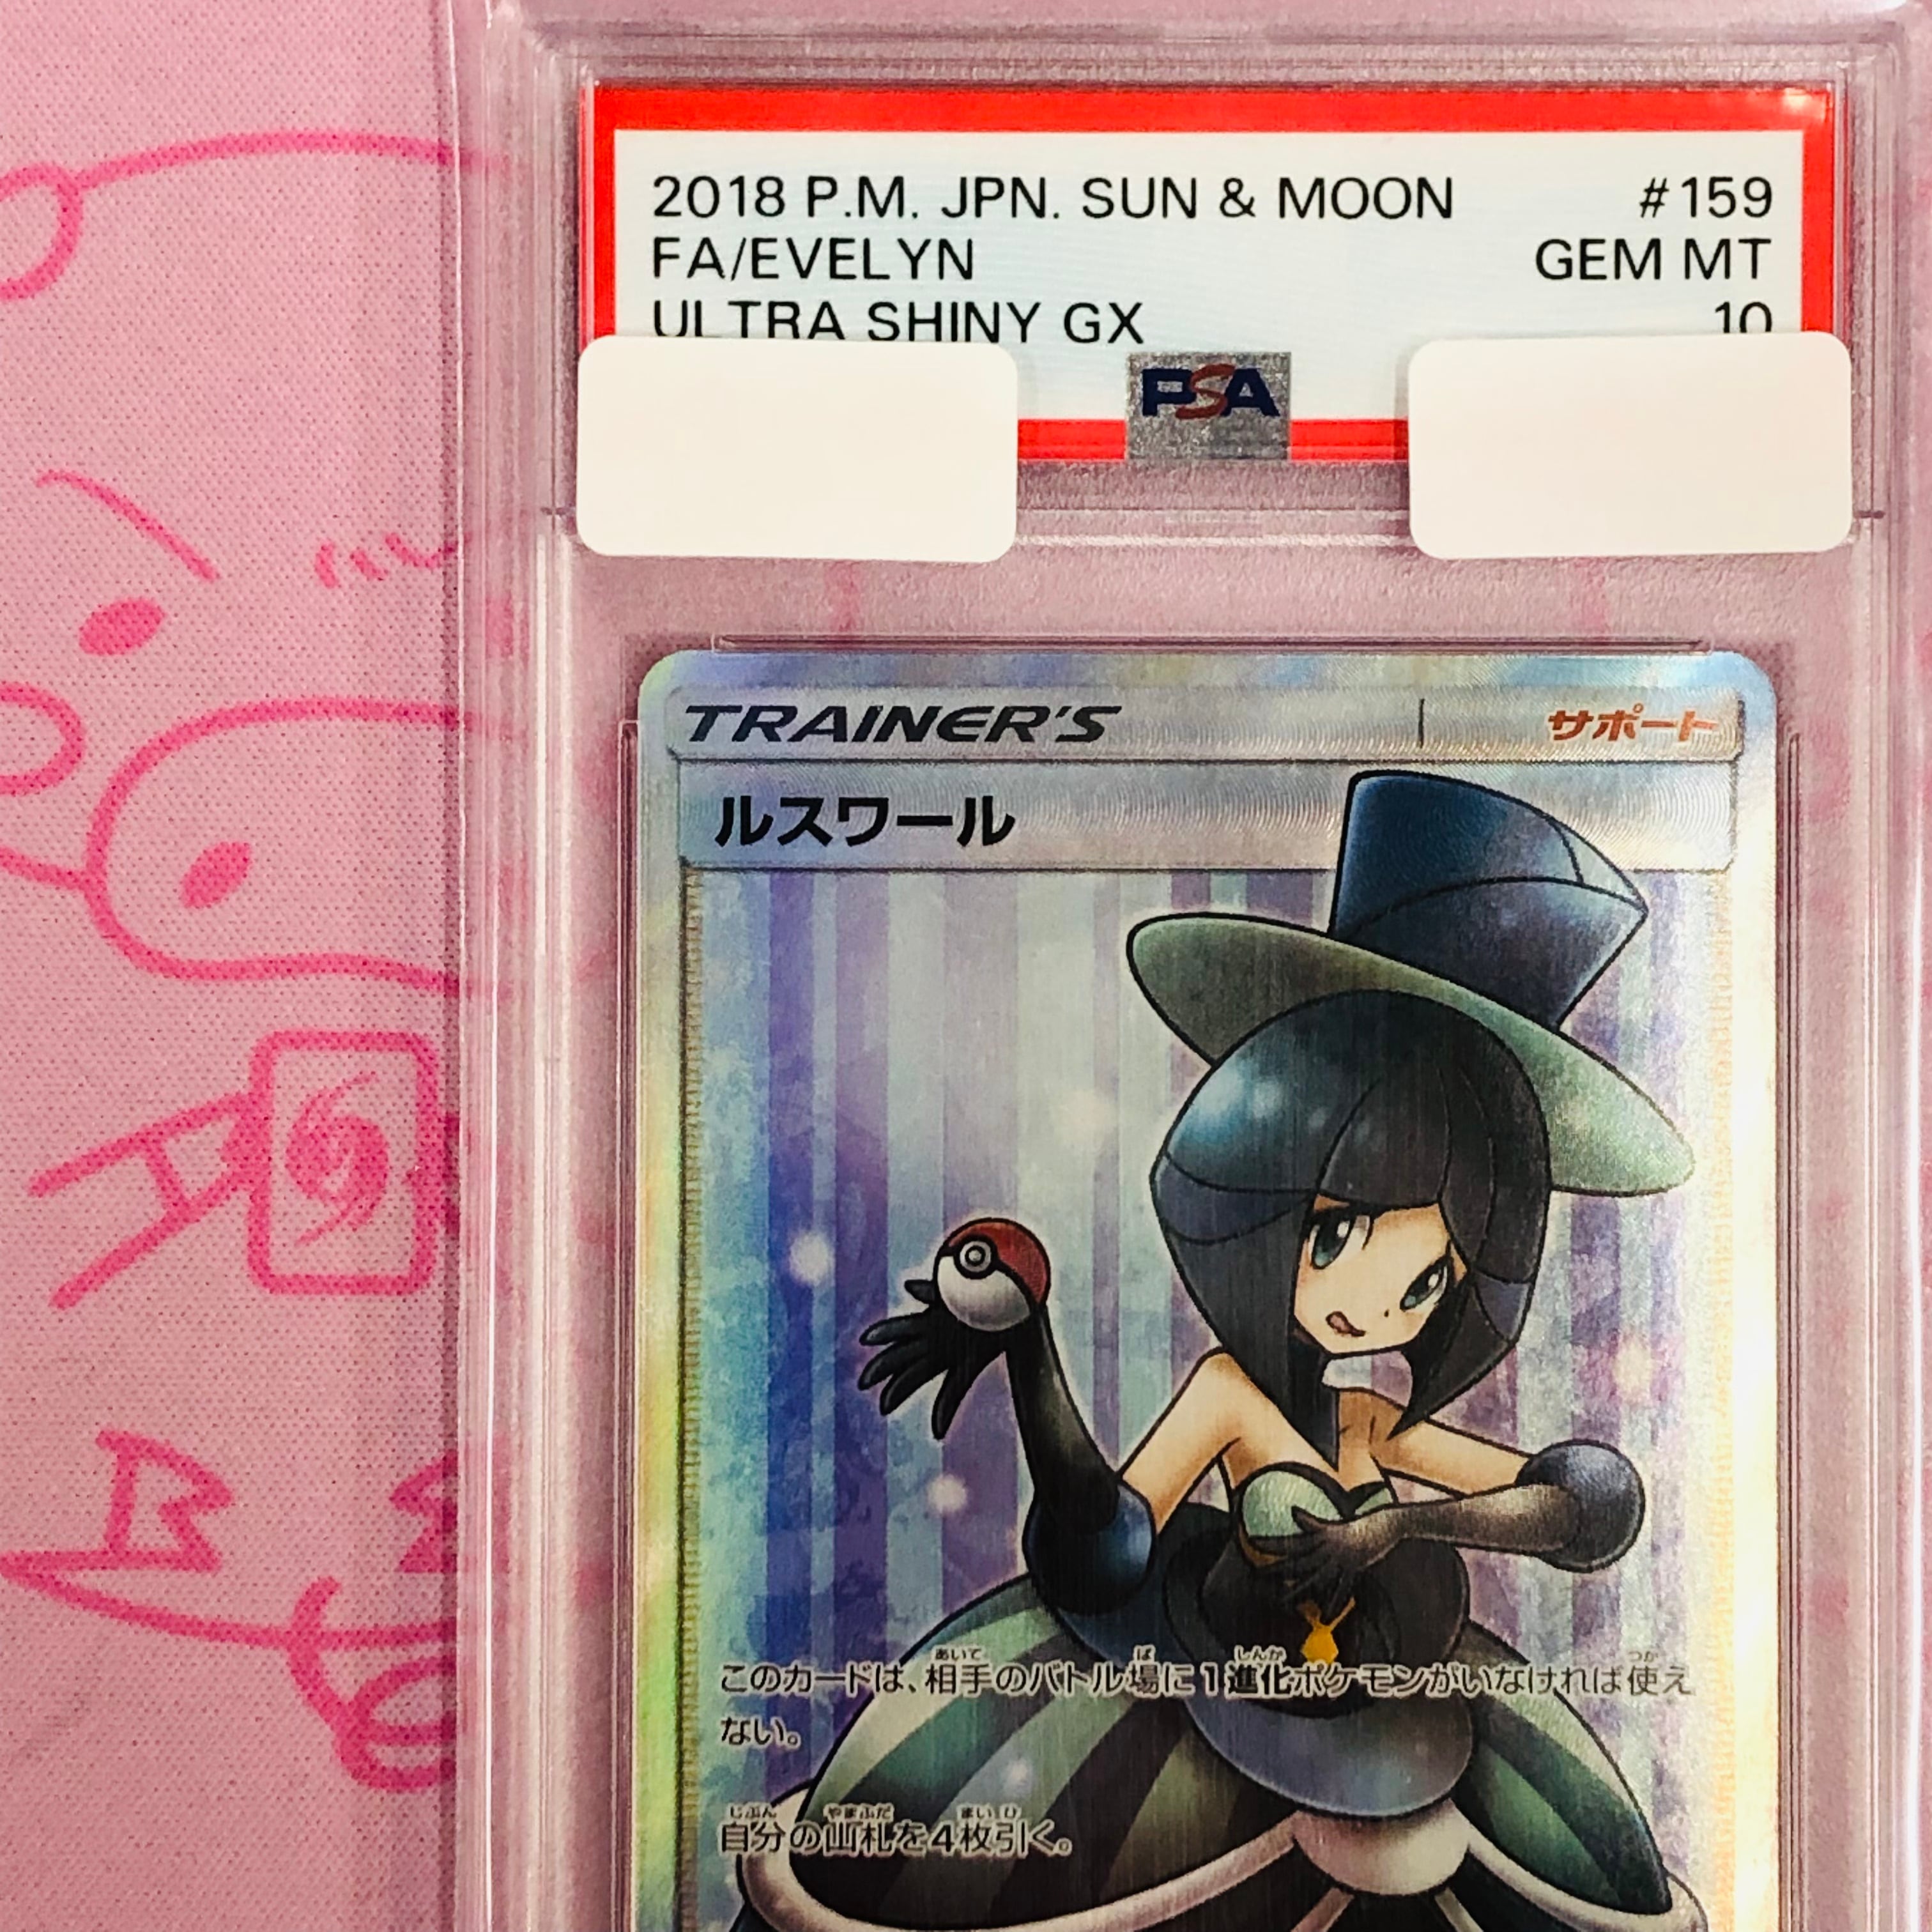 2018 P.M. JPN. SUN & MOON #159
FA/EVELYN GEM MT
ULTRA SHINY GX 10
PSA
TRAINER'S サポート
ルスワール
このカードは、相手のバトル場に1進化ポケモンがいなければ使え
ない。
自分の山札を4枚引く。